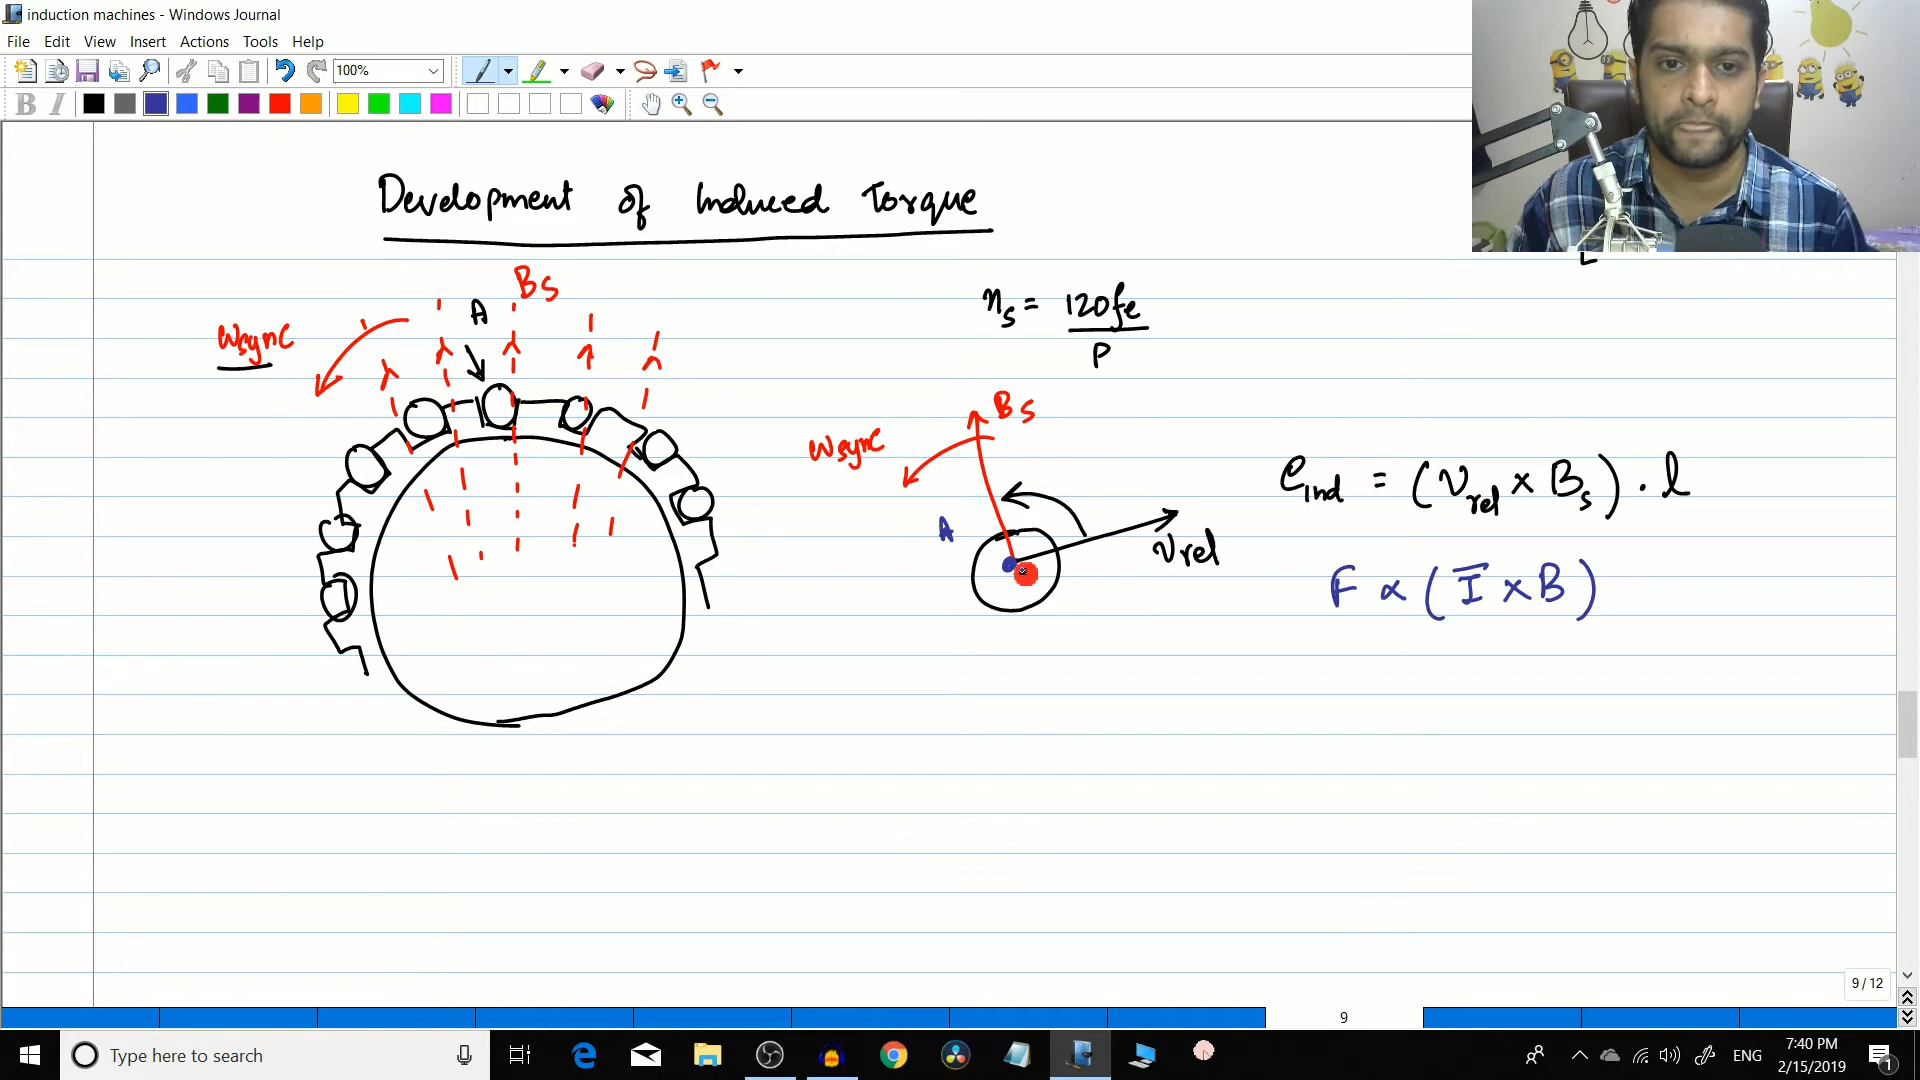 induction machines - Windows Journal
File Edit View Insert Actions Tools Help
100%
B I
Development of Induced Torque
Bs
A
wsync
ns = 120fe
P
Bs
wsync
A
Vrel
eind = (Vrel × Bs) . l
F ∝ (I × B)
9 / 12
9
Type here to search
ENG
7:40 PM
2/15/2019
1